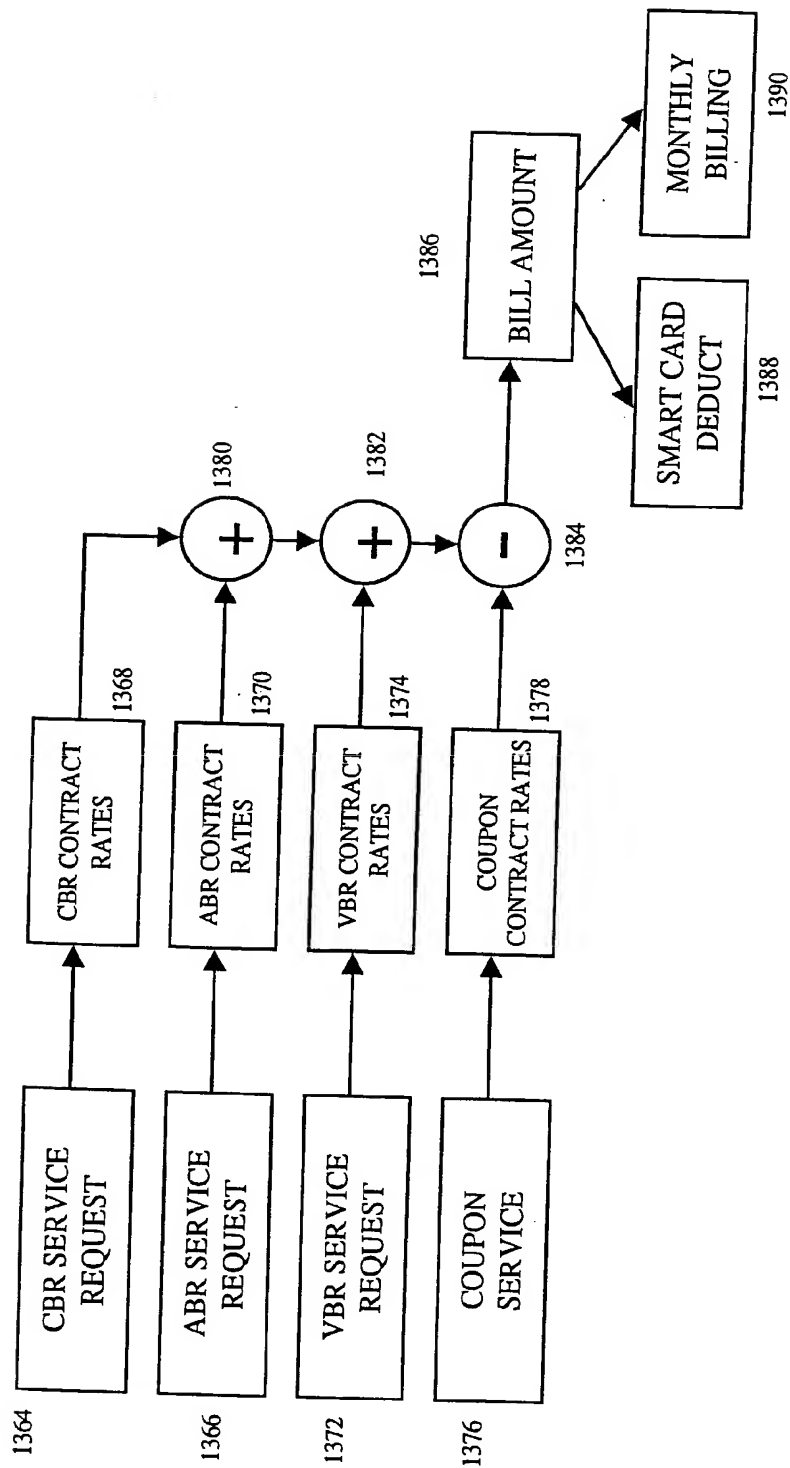 1364
CBR SERVICE
REQUEST
CBR CONTRACT
RATES
1368
1366
ABR SERVICE
REQUEST
ABR CONTRACT
RATES
1370
+
1380
1372
VBR SERVICE
REQUEST
VBR CONTRACT
RATES
1374
+
1382
1376
COUPON
SERVICE
COUPON
CONTRACT RATES
1378
-
1384
1386
BILL AMOUNT
SMART CARD
DEDUCT
1388
MONTHLY
BILLING
1390